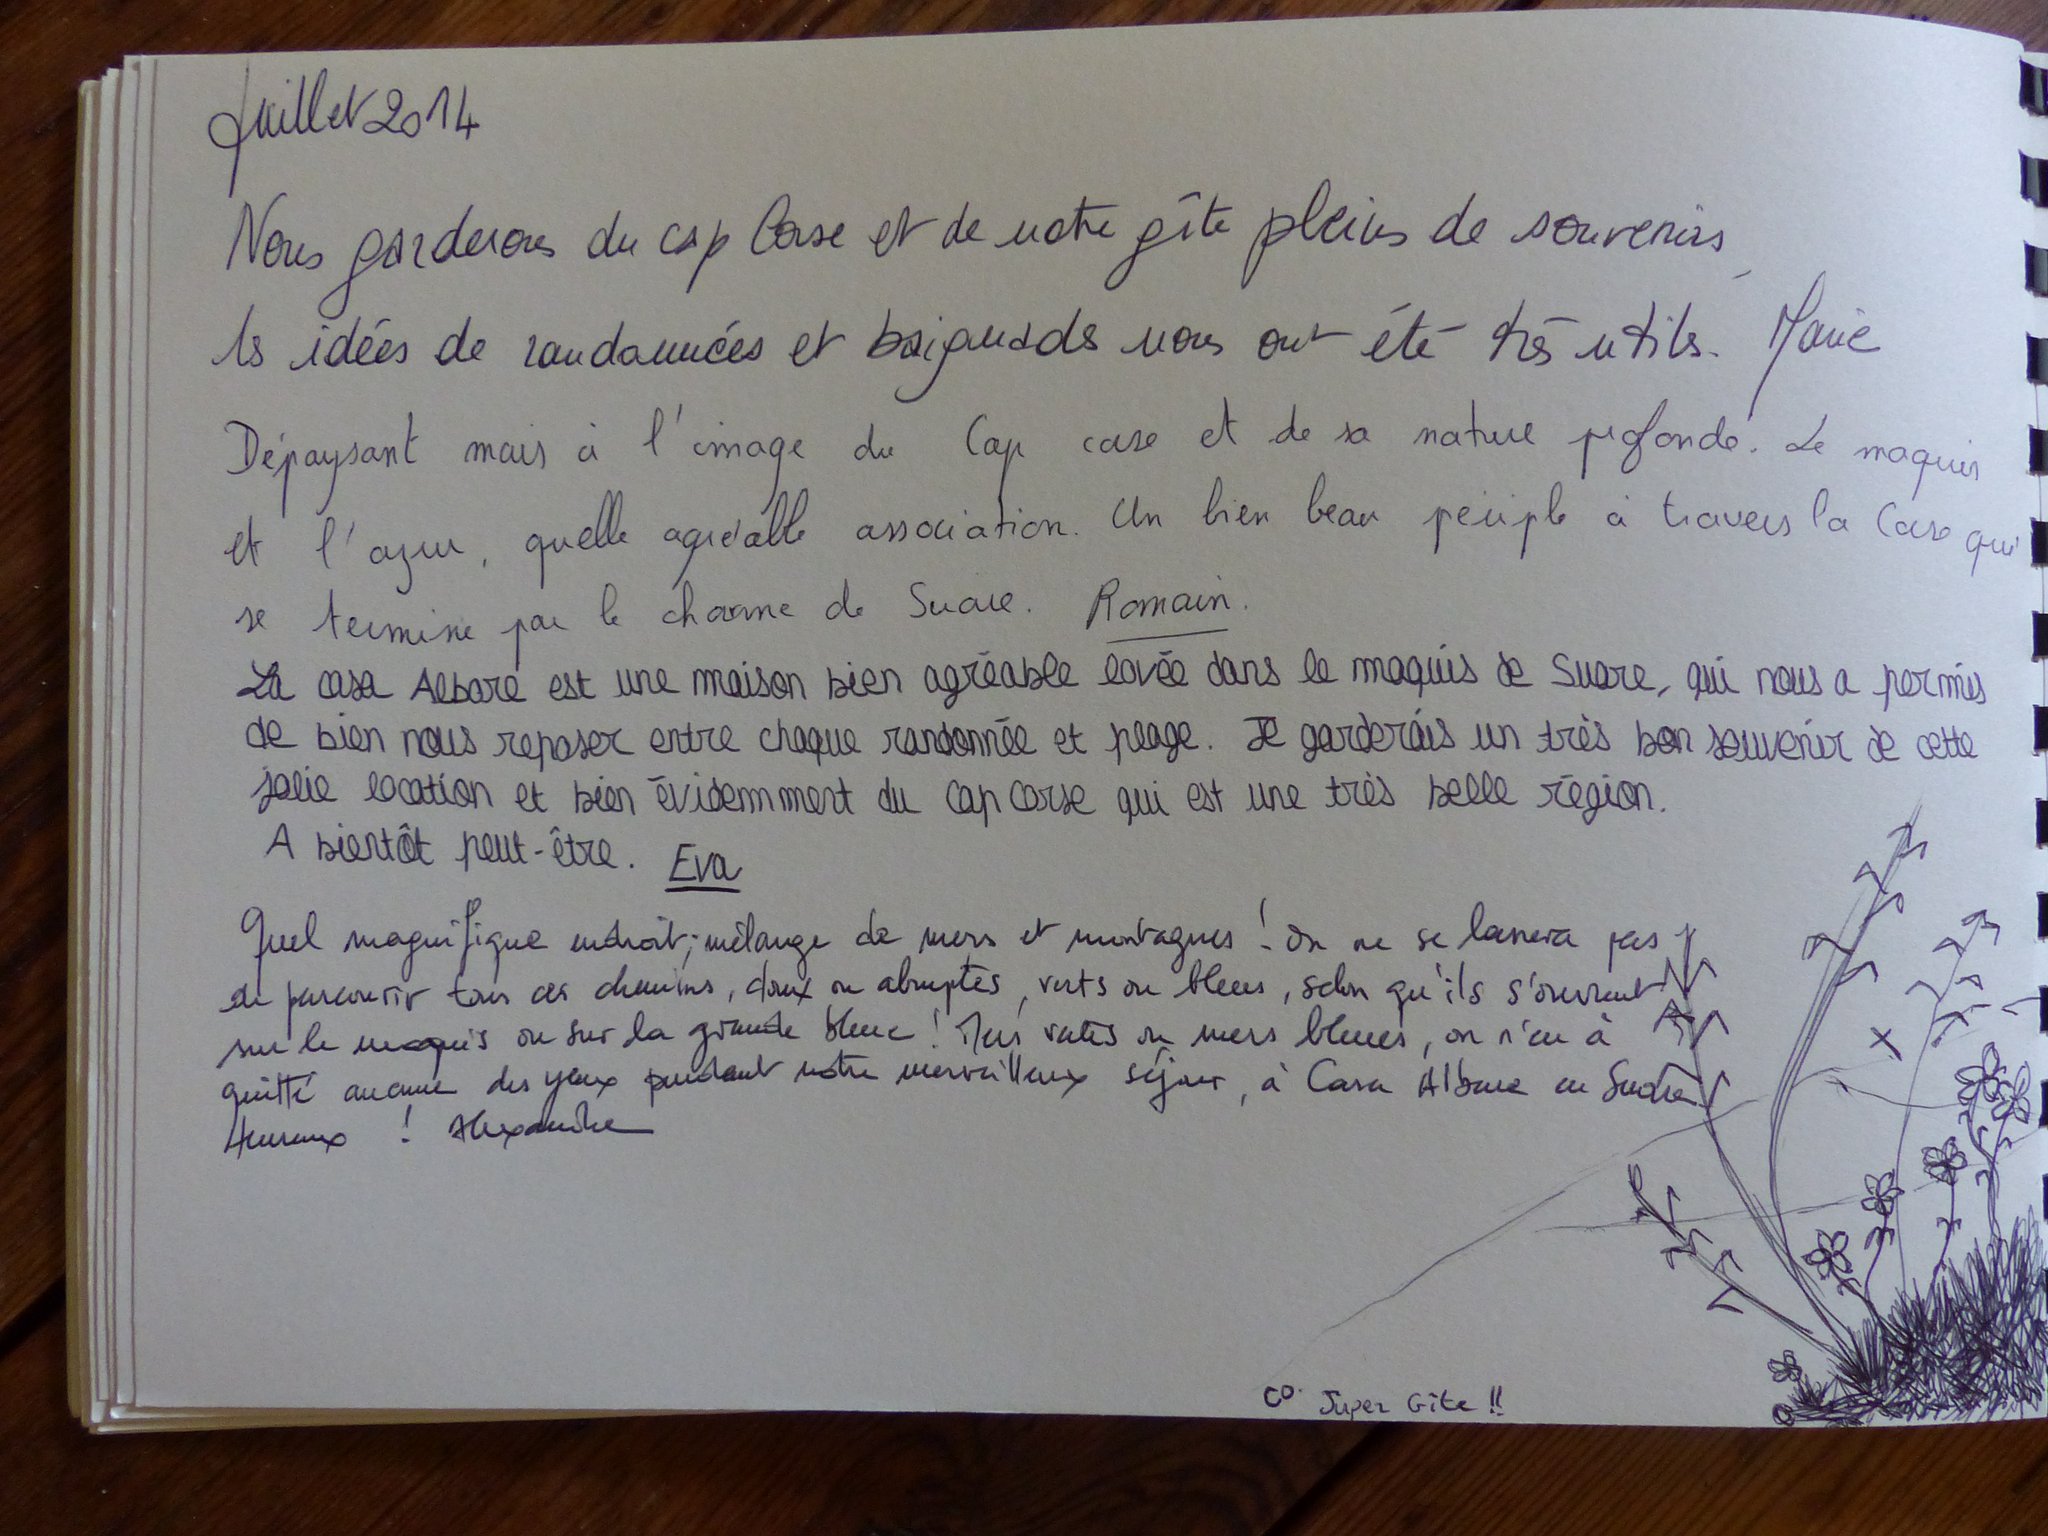 Juillet 2014
Nous garderons du cap Corse et de notre gîte pleins de souvenirs,
les idées de randonnées et baignades nous ont été très utiles. Marie
Dépaysant mais à l'image du Cap corse et de sa nature profonde. Le maquis
et l'azur, quelle agréable association. Un bien beau périple à travers la Corse qui
se termine par le charme de Suare. Romain.
La casa Albore est une maison bien agréable lovée dans le maquis de Suare, qui nous a permis
de bien nous reposer entre chaque randonnée et plage. Je garderais un très bon souvenir de cette
jolie location et bien évidemment du cap Corse qui est une très belle région.
A bientôt peut-être. Eva
Quel magnifique endroit; mélange de mers et montagnes ! On ne se lassera pas
de parcourir tous ces chemins, doux ou abruptes, verts ou bleus, selon qu'ils s'ouvrent
sur le maquis ou sur la grande bleue ! Mers vertes ou mers bleues, on n'en à
quitté aucune des yeux pendant notre merveilleux séjour, à Casa Albore en Suare
Heureux ! Alexandre
CO. Super Gîte !!